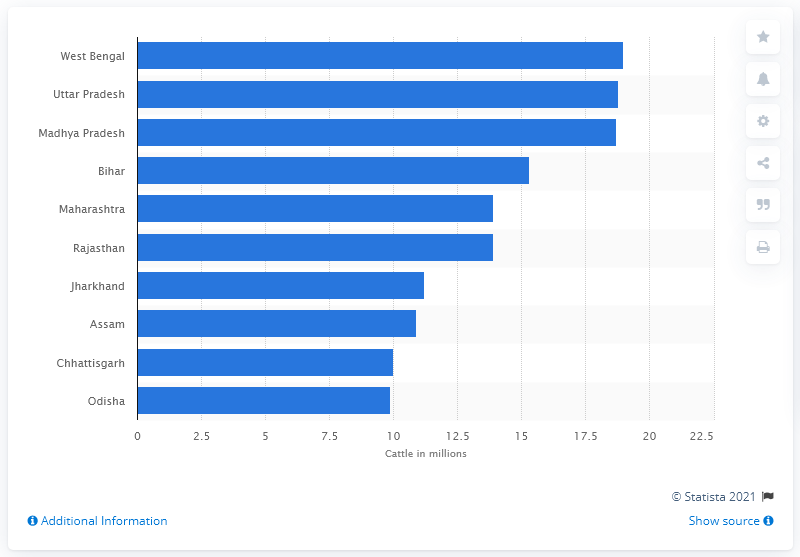 West Bengal
Uttar Pradesh
Madhya Pradesh
Bihar
Maharashtra
Rajasthan
Jharkhand
Assam
Chhattisgarh
Odisha
0 2.5 5 7.5 10 12.5 15 17.5 20 22.5
Cattle in millions
© Statista 2021
Additional Information
Show source